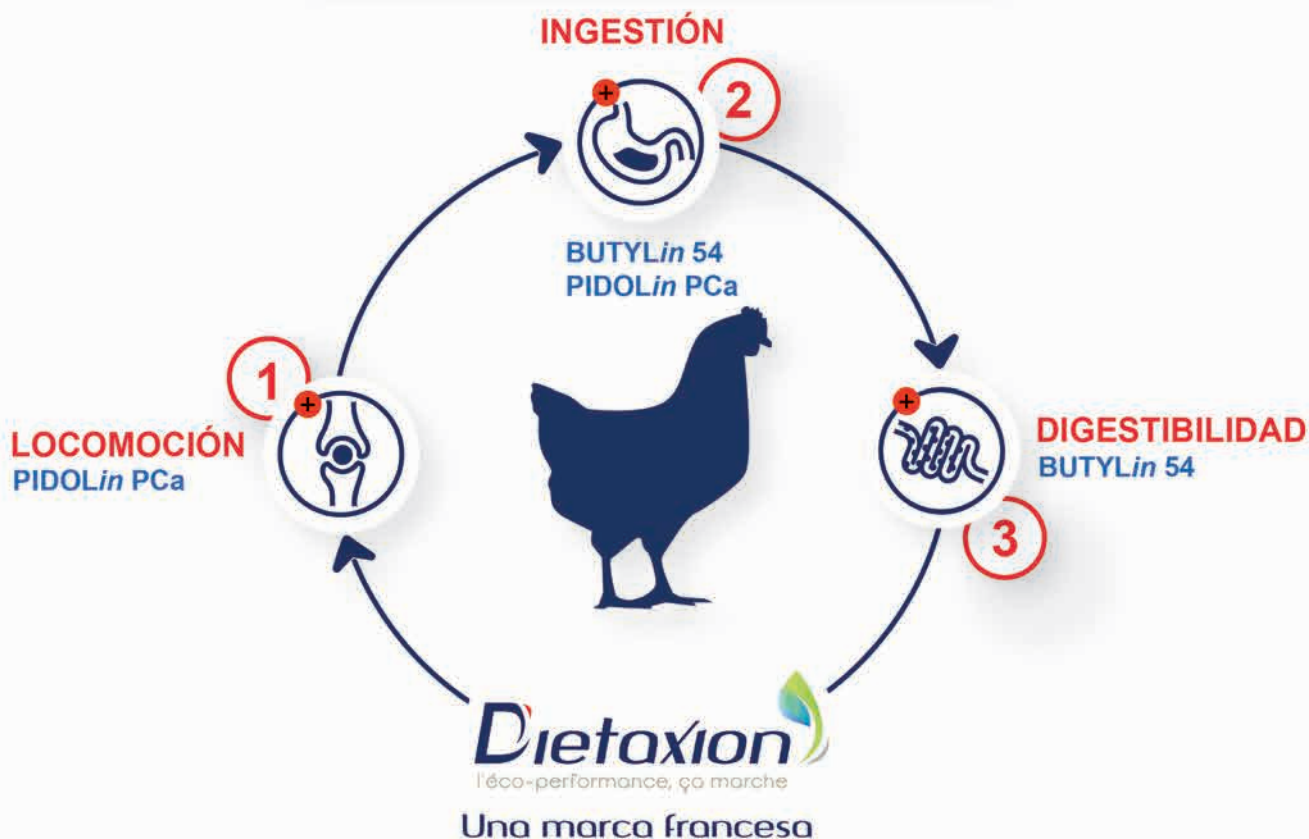 INGESTIÓN
2
BUTYLin 54
PIDOLin PCa
1
LOCOMOCIÓN
PIDOLin PCa
DIGESTIBILIDAD
BUTYLin 54
3
Dietaxion
l'éco-performance, ça marche
Una marca francesa